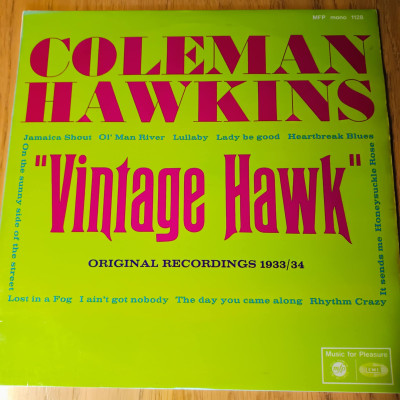 MFP mono 1128
COLEMAN
HAWKINS
Jamaica Shout Ol' Man River Lullaby Lady be good Heartbreak Blues
On the sunny side of the street
"Vintage Hawk"
It sends me Honeysuckle Rose
ORIGINAL RECORDINGS 1933/34
Lost in a Fog I ain't got nobody The day you came along Rhythm Crazy
Music for Pleasure